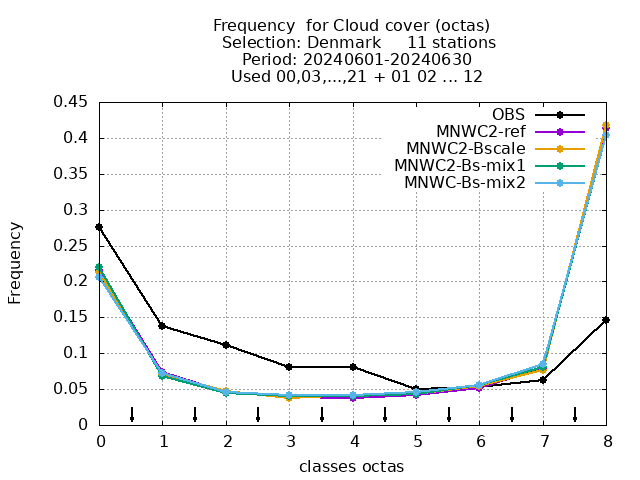 Frequency  for Cloud cover (octas)
Selection: Denmark     11 stations
Period: 20240601-20240630
Used 00,03,...,21 + 01 02 ... 12
OBS
MNWC2-ref
MNWC2-Bscale
MNWC2-Bs-mix1
MNWC-Bs-mix2
0.45
0.4
0.35
0.3
0.25
0.2
0.15
0.1
0.05
0
Frequency
0 1 2 3 4 5 6 7 8
classes octas